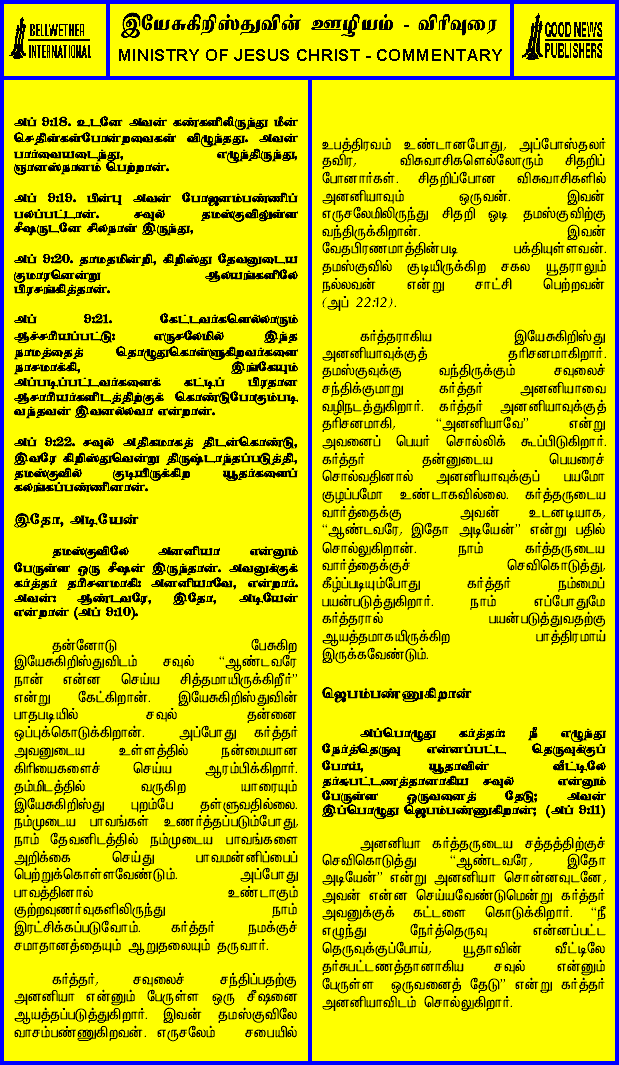 BELLWETHER
INTERNATIONAL
இயேசுகிறிஸ்துவின் ஊழியம் - விரிவுரை
MINISTRY OF JESUS CHRIST - COMMENTARY
GOOD NEWS
PUBLISHERS
அப் 9:18. உடனே அவன் கண்களிலிருந்து மீன்
செதிள்கள்போன்றவைகள் விழுந்தது. அவன்
பார்வையடைந்து, எழுந்திருந்து,
ஞானஸ்நானம் பெற்றான்.
அப் 9:19. பின்பு அவன் போஜனம்பண்ணிப்
பலப்பட்டான். சவுல் தமஸ்குவிலுள்ள
சீஷருடனே சிலநாள் இருந்து,
அப் 9:20. தாமதமின்றி, கிறிஸ்து தேவனுடைய
குமாரனென்று ஆலயங்களிலே
பிரசங்கித்தான்.
அப் 9:21. கேட்டவர்களெல்லாரும்
ஆச்சரியப்பட்டு: எருசலேமில் இந்த
நாமத்தைத் தொழுதுகொள்ளுகிறவர்களை
நாசமாக்கி, இங்கேயும்
அப்படிப்பட்டவர்களைக் கட்டிப் பிரதான
ஆசாரியர்களிடத்திற்குக் கொண்டுபோகும்படி
வந்தவன் இவனல்லவா என்றான்.
அப் 9:22. சவுல் அதிகமாகத் திடன்கொண்டு,
இவரே கிறிஸ்துவென்று திருஷ்டாந்தப்படுத்தி,
தமஸ்குவில் குடியிருக்கிற யூதர்களைப்
கலங்கப்பண்ணினான்.
இதோ, அடியேன்
தமஸ்குவிலே அனனியா என்னும்
பேருள்ள ஒரு சீஷன் இருந்தான். அவனுக்குக்
கர்த்தர் தரிசனமாகி: அனனியாவே, என்றார்.
அவன்: ஆண்டவரே, இதோ, அடியேன்
என்றான் (அப் 9:10).
தன்னோடு பேசுகிற
இயேசுகிறிஸ்துவிடம் சவுல் “ஆண்டவரே
நான் என்ன செய்ய சித்தமாயிருக்கிறீர்”
என்று கேட்கிறான். இயேசுகிறிஸ்துவின்
பாதபடியில் சவுல் தன்னை
ஒப்புக்கொடுக்கிறான். அப்போது கர்த்தர்
அவனுடைய உள்ளத்தில் நன்மையான
கிரியைகளைச் செய்ய ஆரம்பிக்கிறார்.
தம்மிடத்தில் வருகிற யாரையும்
இயேசுகிறிஸ்து புறம்பே தள்ளுவதில்லை.
நம்முடைய பாவங்கள் உணர்த்தப்படும்போது,
நாம் தேவனிடத்தில் நம்முடைய பாவங்களை
அறிக்கை செய்து பாவமன்னிப்பைப்
பெற்றுக்கொள்ளவேண்டும். அப்போது
பாவத்தினால் உண்டாகும்
குற்றவுணர்வுகளிலிருந்து நாம்
இரட்சிக்கப்படுவோம். கர்த்தர் நமக்குச்
சமாதானத்தையும் ஆறுதலையும் தருவார்.
கர்த்தர், சவுலைச் சந்திப்பதற்கு
அனனியா என்னும் பேருள்ள ஒரு சீஷனை
ஆயத்தப்படுத்துகிறார். இவன் தமஸ்குவிலே
வாசம்பண்ணுகிறவன். எருசலேம் சபையில்
உபத்திரவம் உண்டானபோது, அப்போஸ்தலர்
தவிர, விசுவாசிகளெல்லோரும் சிதறிப்
போனார்கள். சிதறிப்போன விசுவாசிகளில்
அனனியாவும் ஒருவன். இவன்
எருசலேமிலிருந்து சிதறி ஓடி தமஸ்குவிற்கு
வந்திருக்கிறான். இவன்
வேதபிரணமாத்தின்படி பக்தியுள்ளவன்.
தமஸ்குவில் குடியிருக்கிற சகல யூதராலும்
நல்லவன் என்று சாட்சி பெற்றவன்
(அப் 22:12).
கர்த்தராகிய இயேசுகிறிஸ்து
அனனியாவுக்குத் தரிசனமாகிறார்.
தமஸ்குவுக்கு வந்திருக்கும் சவுலைச்
சந்திக்குமாறு கர்த்தர் அனனியாவை
வழிநடத்துகிறார். கர்த்தர் அனனியாவுக்குத்
தரிசனமாகி, “அனனியாவே” என்று
அவனைப் பெயர் சொல்லிக் கூப்பிடுகிறார்.
கர்த்தர் தன்னுடைய பெயரைச்
சொல்வதினால் அனனியாவுக்குப் பயமோ
குழப்பமோ உண்டாகவில்லை. கர்த்தருடைய
வார்த்தைக்கு அவன் உடனடியாக,
“ஆண்டவரே, இதோ அடியேன்” என்று பதில்
சொல்லுகிறான். நாம் கர்த்தருடைய
வார்த்தைக்குச் செவிகொடுத்து,
கீழ்ப்படியும்போது கர்த்தர் நம்மைப்
பயன்படுத்துகிறார். நாம் எப்போதுமே
கர்த்தரால் பயன்படுத்துவதற்கு
ஆயத்தமாகயிருக்கிற பாத்திரமாய்
இருக்கவேண்டும்.
ஜெபம்பண்ணுகிறான்
அப்பொழுது கர்த்தர்: நீ எழுந்து
நேர்த்தெருவு என்னப்பட்ட தெருவுக்குப்
போய், யூதாவின் வீட்டிலே
தர்சுபட்டணத்தானாகிய சவுல் என்னும்
பேருள்ள ஒருவனைத் தேடு; அவன்
இப்பொழுது ஜெபம்பண்ணுகிறான்; (அப் 9:11)
அனனியா கர்த்தருடைய சத்தத்திற்குச்
செவிகொடுத்து “ஆண்டவரே, இதோ
அடியேன்” என்று அனனியா சொன்னவுடனே,
அவன் என்ன செய்யவேண்டுமென்று கர்த்தர்
அவனுக்குக் கட்டளை கொடுக்கிறார். “நீ
எழுந்து நேர்த்தெருவு என்னப்பட்ட
தெருவுக்குப்போய், யூதாவின் வீட்டிலே
தர்சுபட்டணத்தானாகிய சவுல் என்னும்
பேருள்ள ஒருவனைத் தேடு” என்று கர்த்தர்
அனனியாவிடம் சொல்லுகிறார்.